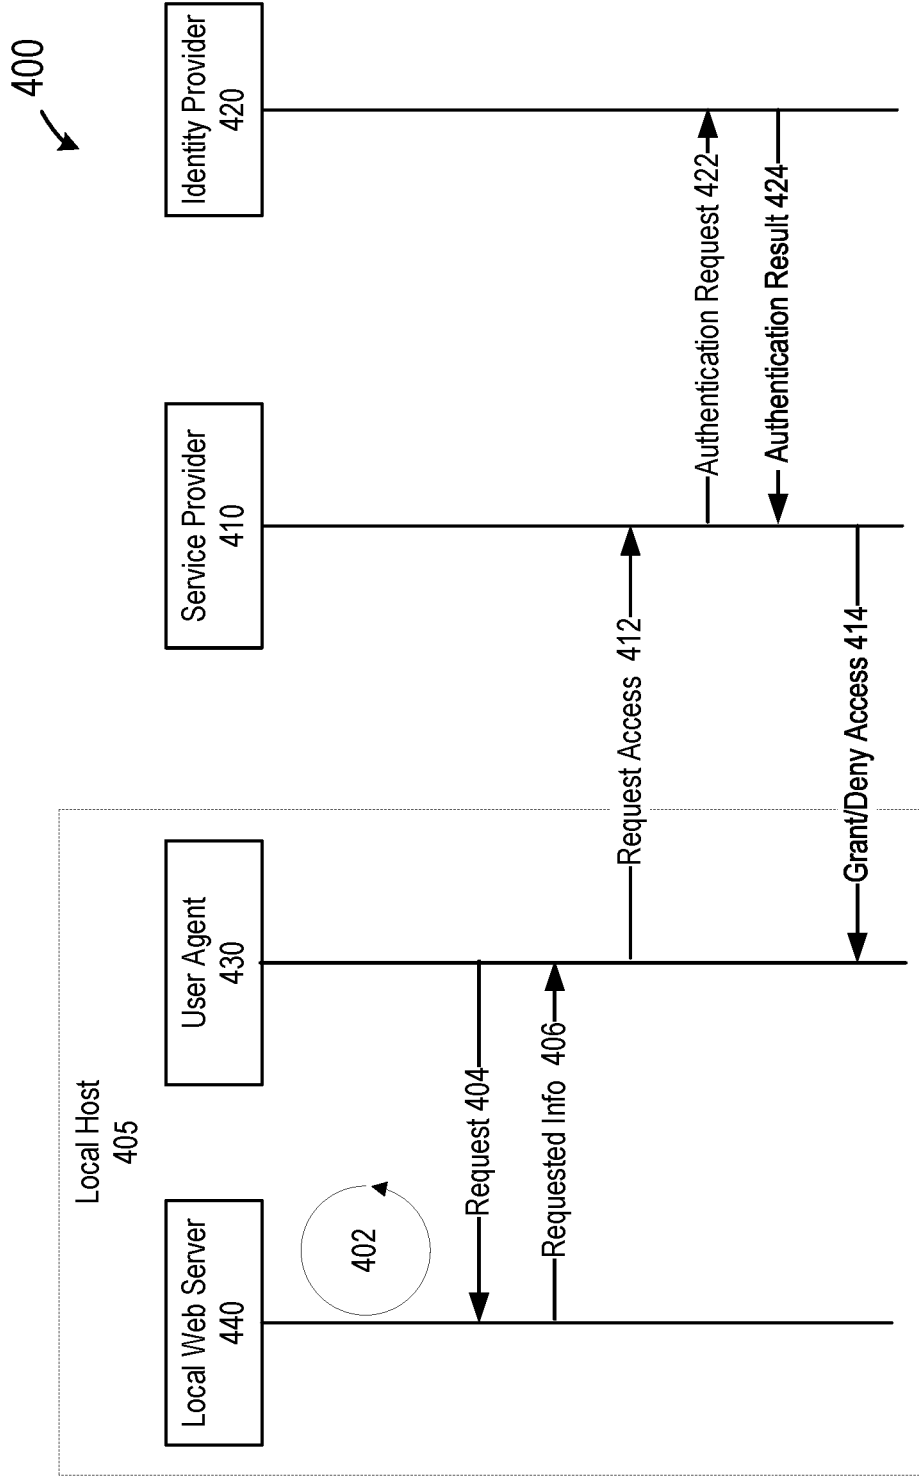 400
Local Host
405
Local Web Server
440
User Agent
430
Service Provider
410
Identity Provider
420
402
Request 404
Requested Info 406
Request Access 412
Authentication Request 422
Authentication Result 424
Grant/Deny Access 414